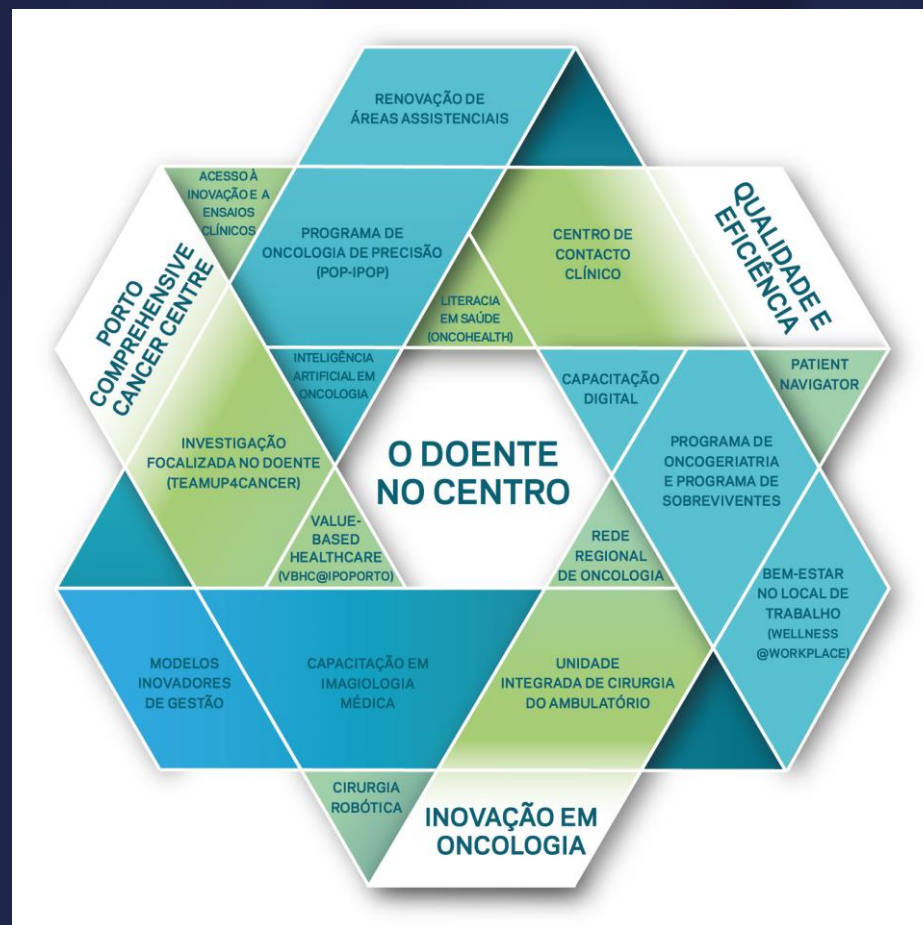 RENOVAÇÃO DE
ÁREAS ASSISTENCIAIS
ACESSO À
INOVAÇÃO E A
ENSAIOS
CLÍNICOS
PROGRAMA DE
ONCOLOGIA DE PRECISÃO
(POP-IPOP)
CENTRO DE
CONTACTO
CLÍNICO
QUALIDADE E
EFICIÊNCIA
PORTO
COMPREHENSIVE
CANCER CENTRE
LITERACIA
EM SAÚDE
(ONCOHEALTH)
INTELIGÊNCIA
ARTIFICIAL EM
ONCOLOGIA
CAPACITAÇÃO
DIGITAL
PATIENT
NAVIGATOR
INVESTIGAÇÃO
FOCALIZADA NO DOENTE
(TEAMUP4CANCER)
O DOENTE
NO CENTRO
PROGRAMA DE
ONCOGERIATRIA
E PROGRAMA DE
SOBREVIVENTES
VALUE-
BASED
HEALTHCARE
(VBHC@IPOPORTO)
REDE
REGIONAL
DE ONCOLOGIA
BEM-ESTAR
NO LOCAL DE
TRABALHO
(WELLNESS
@WORKPLACE)
MODELOS
INOVADORES
DE GESTÃO
CAPACITAÇÃO EM
IMAGIOLOGIA
MÉDICA
UNIDADE
INTEGRADA DE CIRURGIA
DO AMBULATÓRIO
CIRURGIA
ROBÓTICA
INOVAÇÃO EM
ONCOLOGIA